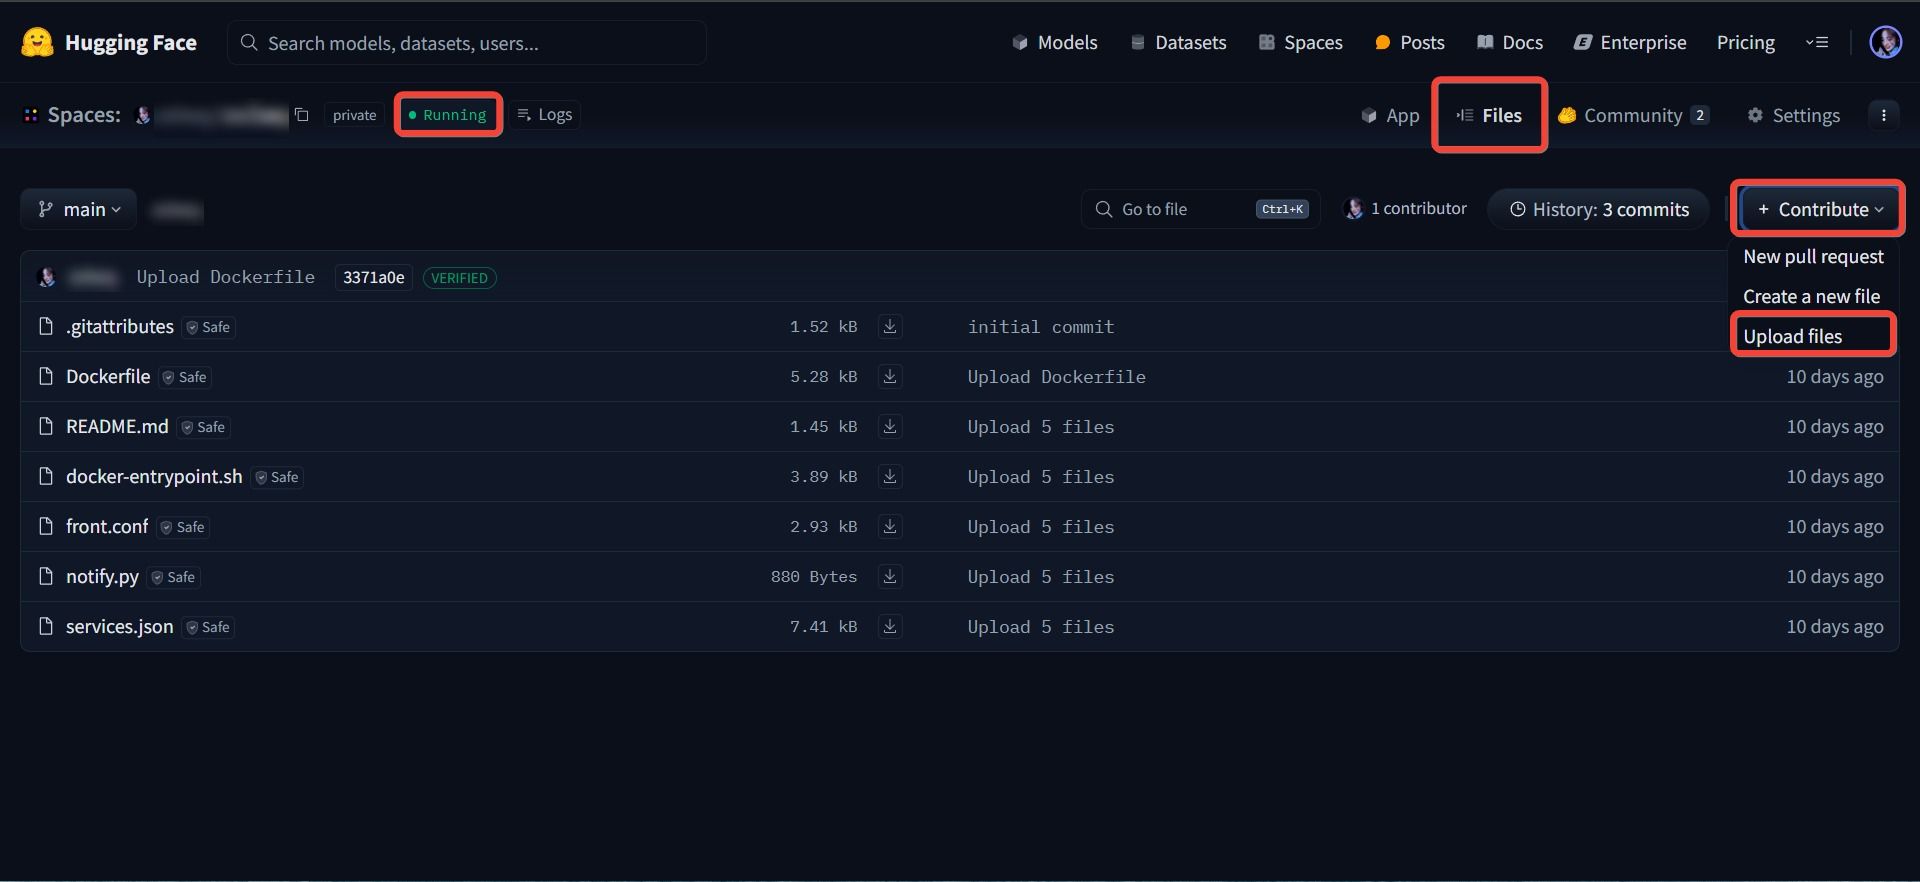 Hugging Face
Search models, datasets, users...
Models
Datasets
Spaces
Posts
Docs
Enterprise
Pricing
Spaces:
private
Running
Logs
App
Files
Community 2
Settings
main
Go to file
Ctrl+K
1 contributor
History: 3 commits
+ Contribute
New pull request
Create a new file
Upload files
Upload Dockerfile 3371a0e VERIFIED
.gitattributes Safe 1.52 kB initial commit
Dockerfile Safe 5.28 kB Upload Dockerfile 10 days ago
README.md Safe 1.45 kB Upload 5 files 10 days ago
docker-entrypoint.sh Safe 3.89 kB Upload 5 files 10 days ago
front.conf Safe 2.93 kB Upload 5 files 10 days ago
notify.py Safe 880 Bytes Upload 5 files 10 days ago
services.json Safe 7.41 kB Upload 5 files 10 days ago